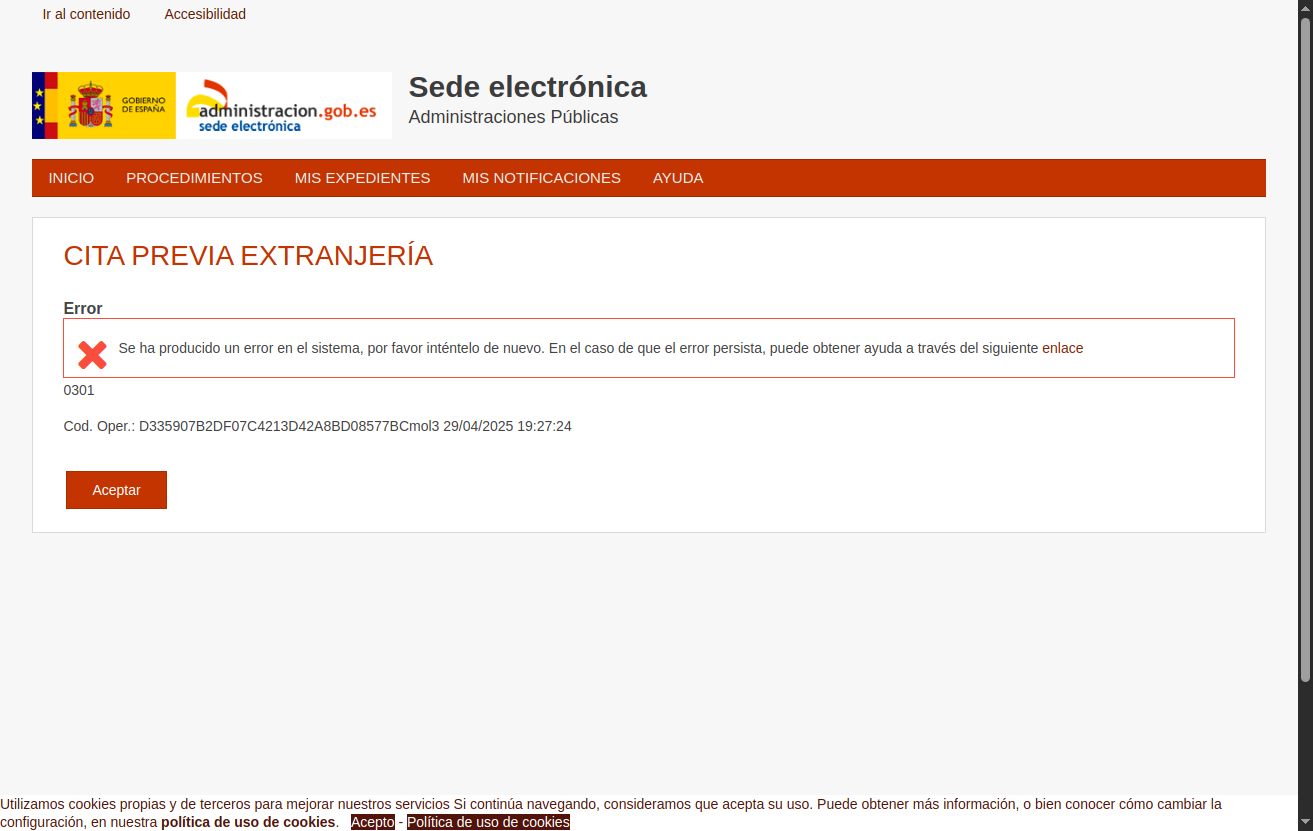 Ir al contenido Accesibilidad
GOBIERNO
DE ESPAÑA
administracion.gob.es
sede electrónica
Sede electrónica
Administraciones Públicas
INICIO PROCEDIMIENTOS MIS EXPEDIENTES MIS NOTIFICACIONES AYUDA
CITA PREVIA EXTRANJERÍA
Error
Se ha producido un error en el sistema, por favor inténtelo de nuevo. En el caso de que el error persista, puede obtener ayuda a través del siguiente enlace
0301
Cod. Oper.: D335907B2DF07C4213D42A8BD08577BCmol3 29/04/2025 19:27:24
Aceptar
Utilizamos cookies propias y de terceros para mejorar nuestros servicios Si continúa navegando, consideramos que acepta su uso. Puede obtener más información, o bien conocer cómo cambiar la
configuración, en nuestra política de uso de cookies. Acepto - Política de uso de cookies